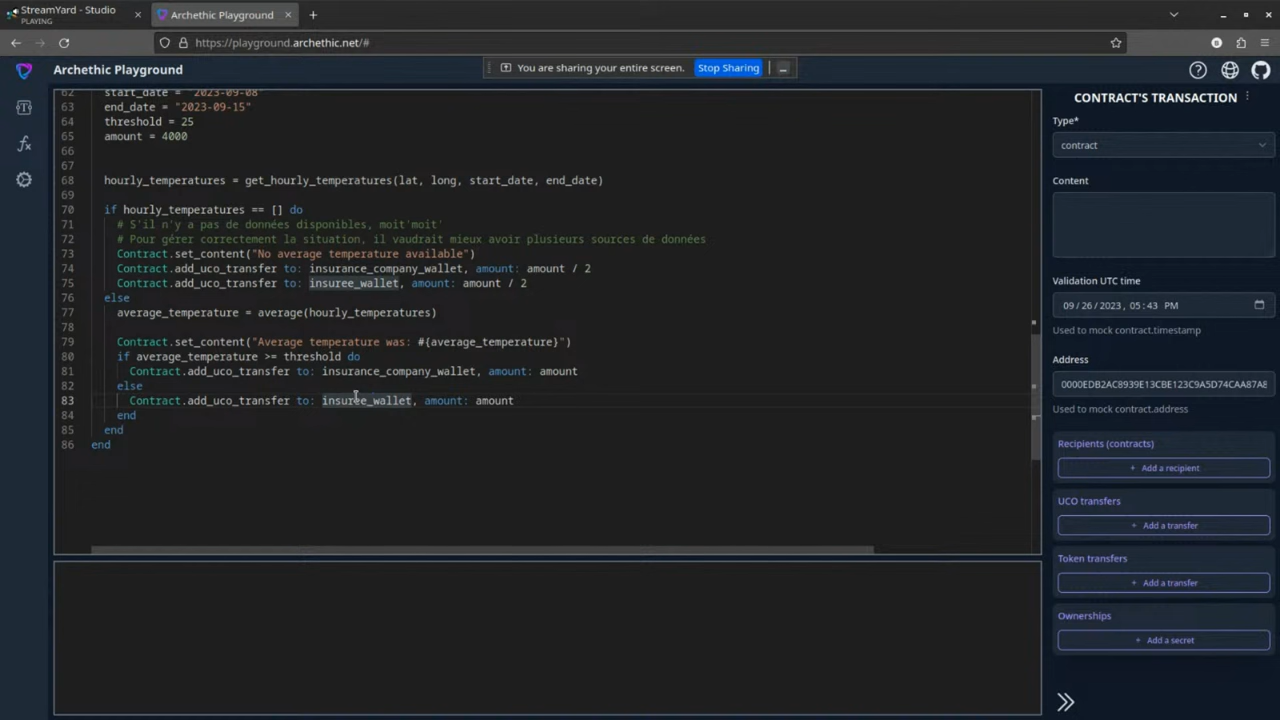 StreamYard - Studio
PLAYING
Archethic Playground
https://playground.archethic.net/#
Archethic Playground
You are sharing your entire screen.
Stop Sharing
62 start_date = "2023-09-08"
63 end_date = "2023-09-15"
64 threshold = 25
65 amount = 4000
66
67
68 hourly_temperatures = get_hourly_temperatures(lat, long, start_date, end_date)
69
70 if hourly_temperatures == [] do
71 # S'il n'y a pas de données disponibles, moit'moit'
72 # Pour gérer correctement la situation, il vaudrait mieux avoir plusieurs sources de données
73 Contract.set_content("No average temperature available")
74 Contract.add_uco_transfer to: insurance_company_wallet, amount: amount / 2
75 Contract.add_uco_transfer to: insuree_wallet, amount: amount / 2
76 else
77 average_temperature = average(hourly_temperatures)
78
79 Contract.set_content("Average temperature was: #{average_temperature}")
80 if average_temperature >= threshold do
81 Contract.add_uco_transfer to: insurance_company_wallet, amount: amount
82 else
83 Contract.add_uco_transfer to: insuree_wallet, amount: amount
84 end
85 end
86 end
CONTRACT'S TRANSACTION
Type*
contract
Content
Validation UTC time
09/26/2023, 05:43 PM
Used to mock contract.timestamp
Address
0000EDB2AC8939E13CBE123C9A5D74CAA87A8
Used to mock contract.address
Recipients (contracts)
+ Add a recipient
UCO transfers
+ Add a transfer
Token transfers
+ Add a transfer
Ownerships
+ Add a secret